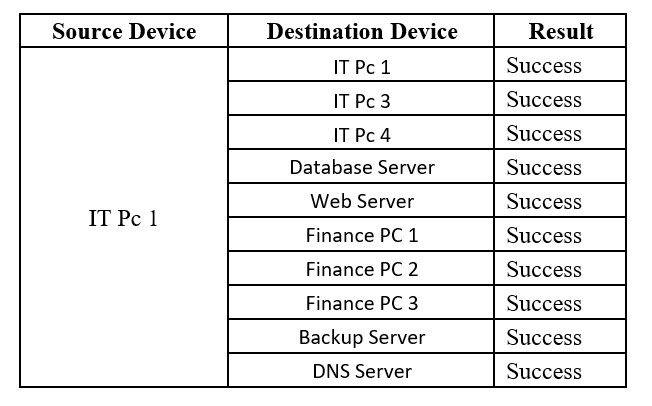 Source Device Destination Device Result
IT Pc 1 Success
IT Pc 3 Success
IT Pc 4 Success
Database Server Success
Web Server Success
IT Pc 1
Finance PC 1 Success
Finance PC 2 Success
Finance PC 3 Success
Backup Server Success
DNS Server Success